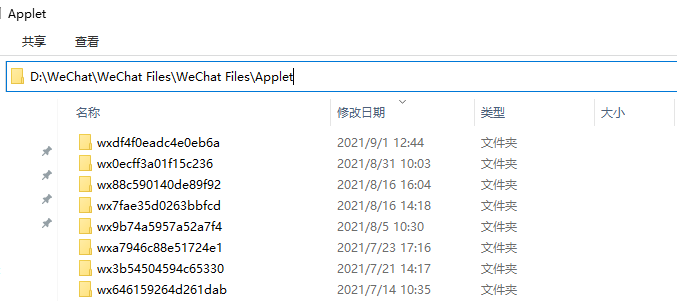 Applet
共享 查看
D:\WeChat\WeChat Files\WeChat Files\Applet
名称 修改日期 类型 大小
wxdf4f0eadc4e0eb6a 2021/9/1 12:44 文件夹
wx0ecff3a01f15c236 2021/8/31 10:03 文件夹
wx88c590140de89f92 2021/8/16 16:04 文件夹
wx7fae35d0263bbfcd 2021/8/16 14:18 文件夹
wx9b74a5957a52a7f4 2021/8/5 10:30 文件夹
wxa7946c88e51724e1 2021/7/23 17:16 文件夹
wx3b54504594c65330 2021/7/21 14:17 文件夹
wx646159264d261dab 2021/7/14 10:35 文件夹